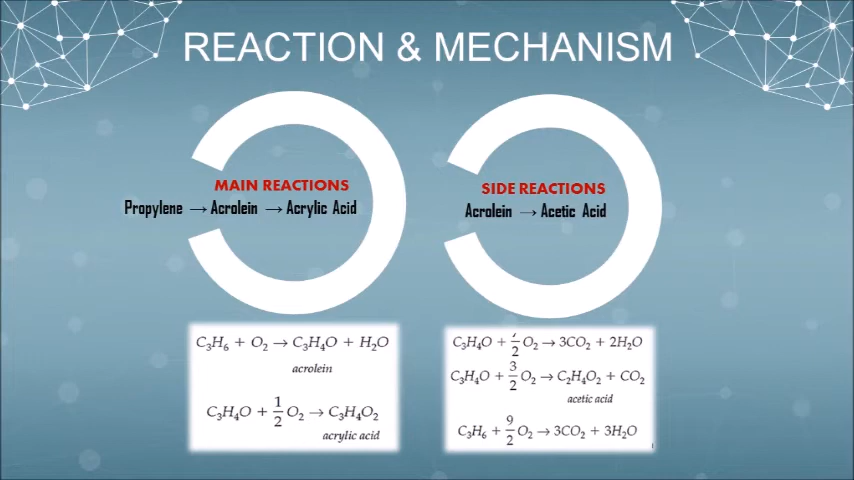 REACTION & MECHANISM
MAIN REACTIONS
Propylene → Acrolein → Acrylic Acid
SIDE REACTIONS
Acrolein → Acetic Acid
C₃H₆ + O₂ → C₃H₄O + H₂O
acrolein
C₃H₄O + 1/2 O₂ → C₃H₄O₂
acrylic acid
C₃H₄O + 7/2 O₂ → 3CO₂ + 2H₂O
C₃H₄O + 3/2 O₂ → C₂H₄O₂ + CO₂
acetic acid
C₃H₆ + 9/2 O₂ → 3CO₂ + 3H₂O